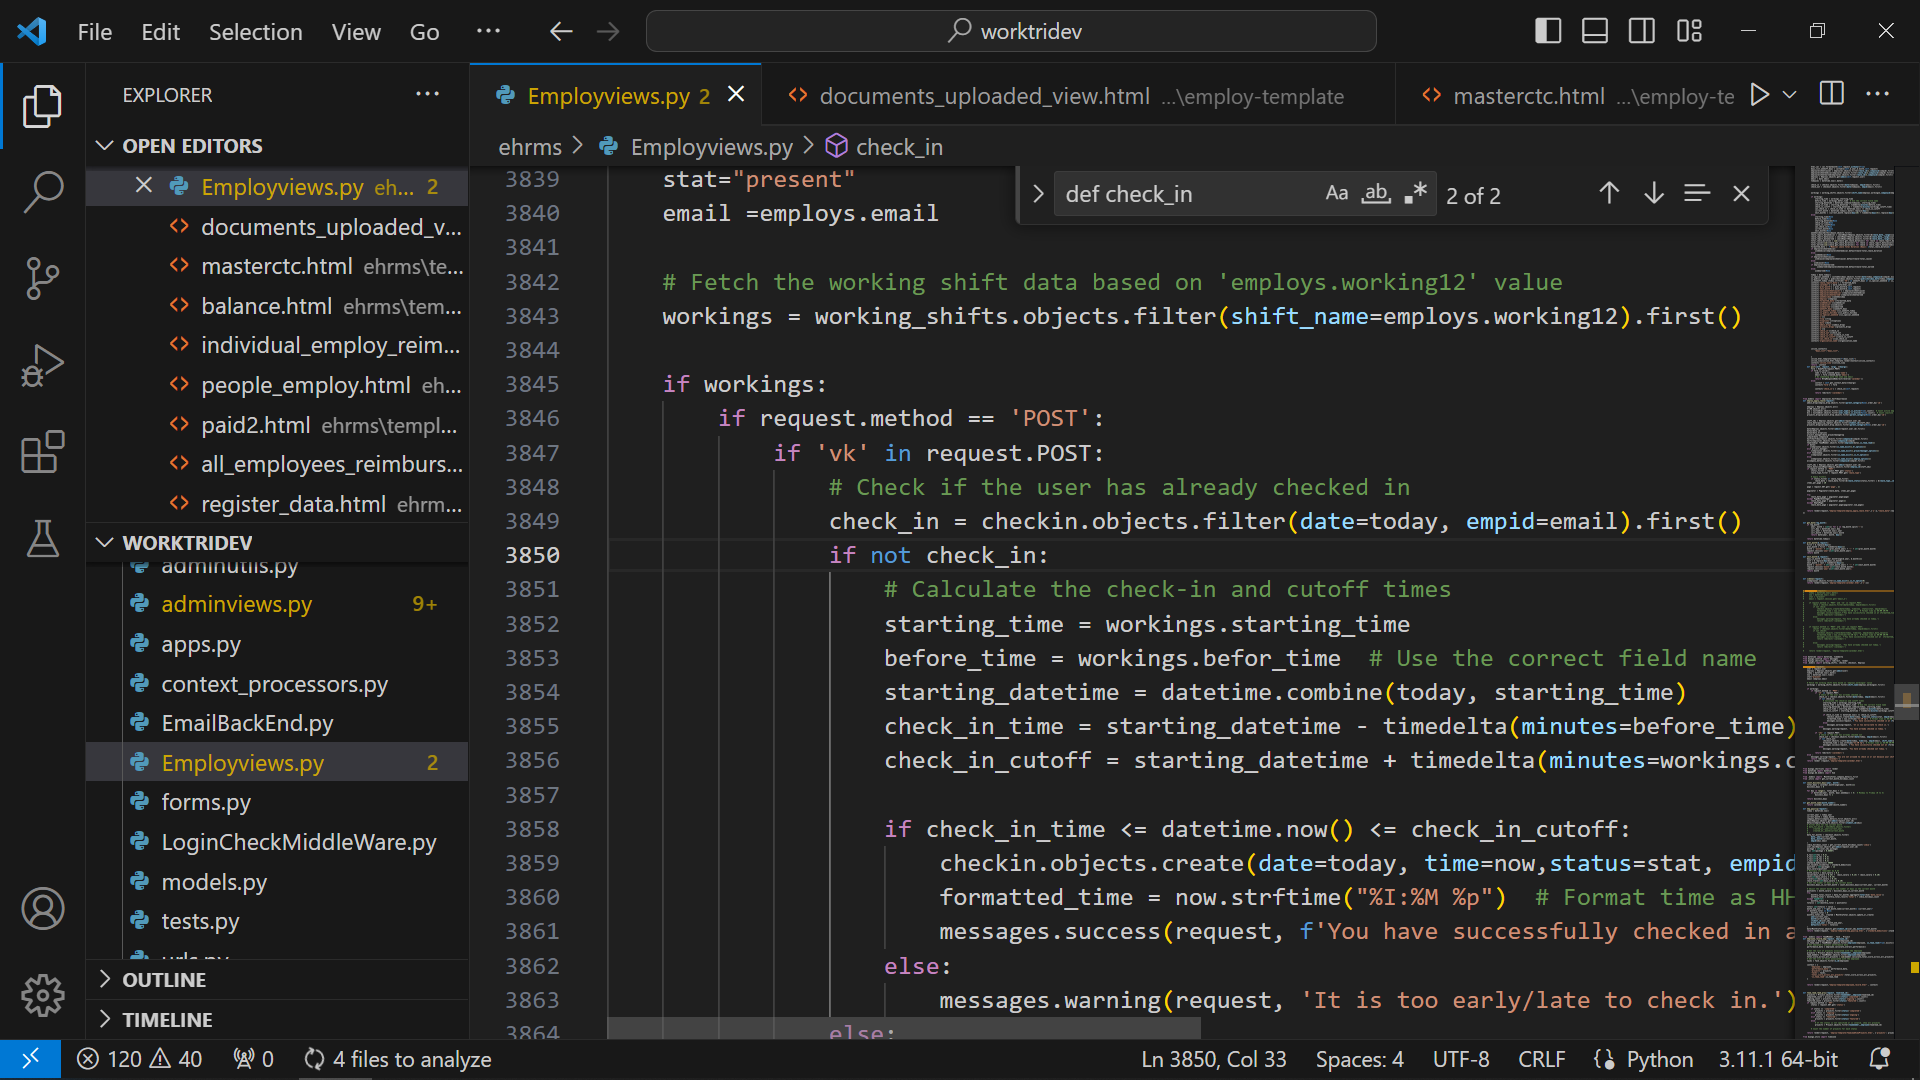 File Edit Selection View Go ···
worktridev
EXPLORER ···
OPEN EDITORS
Employviews.py eh... 2
documents_uploaded_v...
masterctc.html ehrms\te...
balance.html ehrms\tem...
individual_employ_reim...
people_employ.html eh...
paid2.html ehrms\templ...
all_employees_reimburs...
register_data.html ehrm...
WORKTRIDEV
adminutils.py
adminviews.py 9+
apps.py
context_processors.py
EmailBackEnd.py
Employviews.py 2
forms.py
LoginCheckMiddleWare.py
models.py
tests.py
urls.py
OUTLINE
TIMELINE
Employviews.py 2 documents_uploaded_view.html ...\employ-template masterctc.html ...\employ-te
ehrms > Employviews.py > check_in
def check_in Aa ab .* 2 of 2
3839 stat="present"
3840 email =employs.email
3841
3842 # Fetch the working shift data based on 'employs.working12' value
3843 workings = working_shifts.objects.filter(shift_name=employs.working12).first()
3844
3845 if workings:
3846 if request.method == 'POST':
3847 if 'vk' in request.POST:
3848 # Check if the user has already checked in
3849 check_in = checkin.objects.filter(date=today, empid=email).first()
3850 if not check_in:
3851 # Calculate the check-in and cutoff times
3852 starting_time = workings.starting_time
3853 before_time = workings.befor_time # Use the correct field name
3854 starting_datetime = datetime.combine(today, starting_time)
3855 check_in_time = starting_datetime - timedelta(minutes=before_time)
3856 check_in_cutoff = starting_datetime + timedelta(minutes=workings.c
3857
3858 if check_in_time <= datetime.now() <= check_in_cutoff:
3859 checkin.objects.create(date=today, time=now,status=stat, empid
3860 formatted_time = now.strftime("%I:%M %p") # Format time as HH
3861 messages.success(request, f'You have successfully checked in a
3862 else:
3863 messages.warning(request, 'It is too early/late to check in.')
3864 else:
120 40 0 4 files to analyze Ln 3850, Col 33 Spaces: 4 UTF-8 CRLF Python 3.11.1 64-bit